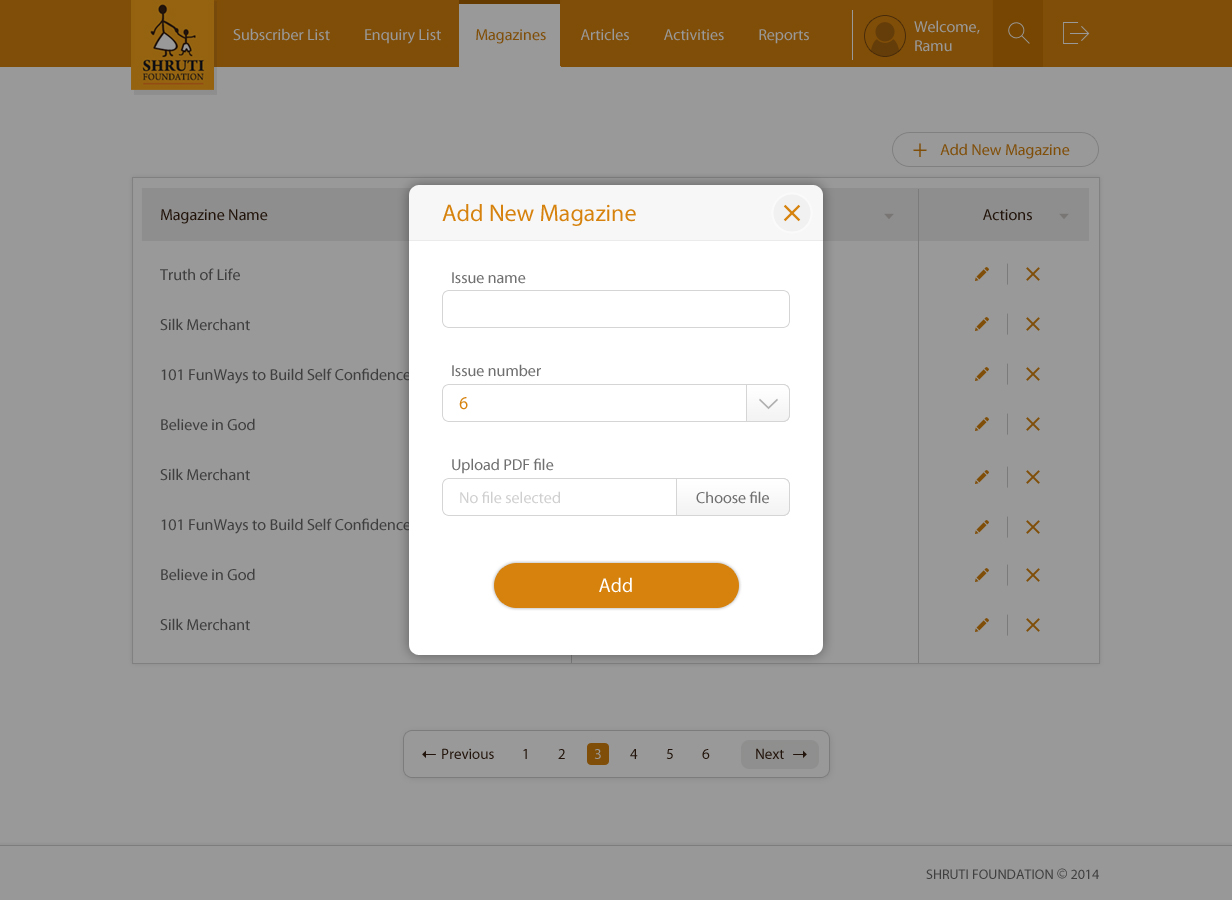 SHRUTI
FOUNDATION
Subscriber List
Enquiry List
Magazines
Articles
Activities
Reports
Welcome,
Ramu
Add New Magazine
Magazine Name
Actions
Truth of Life
Silk Merchant
101 FunWays to Build Self Confidence
Believe in God
Silk Merchant
101 FunWays to Build Self Confidence
Believe in God
Silk Merchant
Add New Magazine
Issue name
Issue number
6
Upload PDF file
No file selected
Choose file
Add
← Previous 1 2 3 4 5 6 Next →
SHRUTI FOUNDATION © 2014